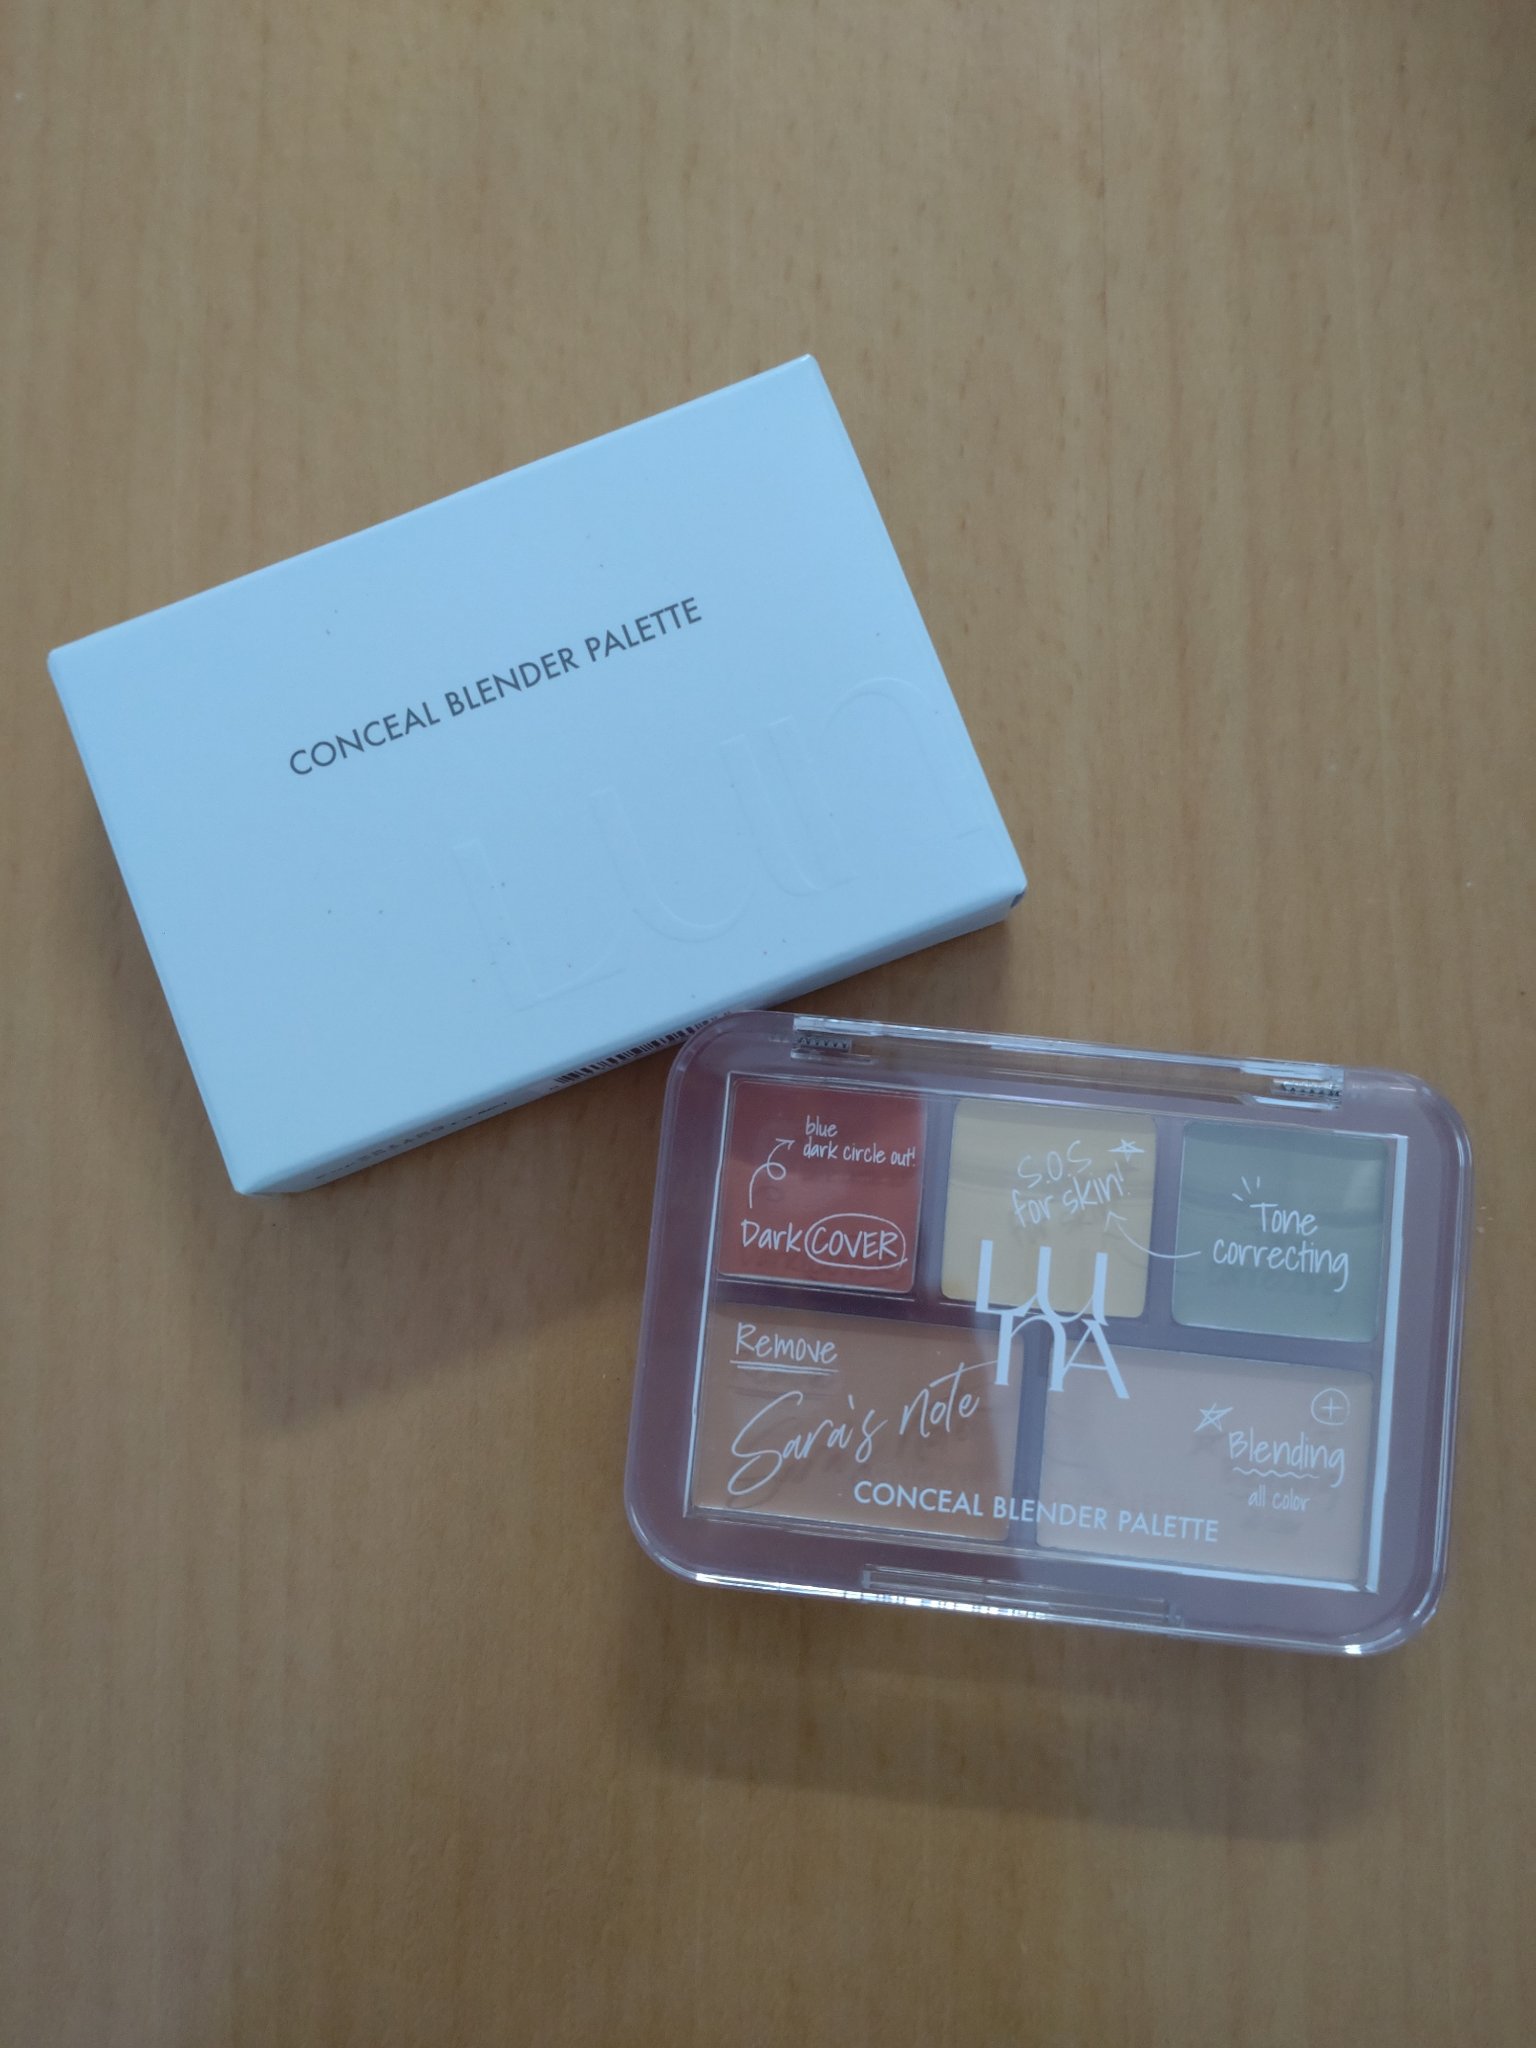 CONCEAL BLENDER PALETTE
Lun
blue
dark circle out!
Dark COVER
S.O.S
for skin!
Tone
correcting
LU
nA
Remove
Sara's note
Blending
all color
CONCEAL BLENDER PALETTE